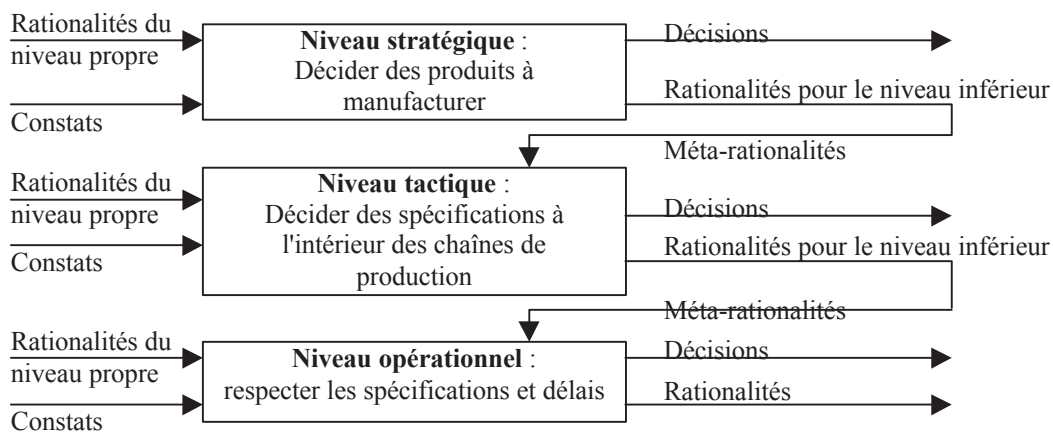 Rationalités du
niveau propre
Constats
Niveau stratégique :
Décider des produits à
manufacturer
Décisions
Rationalités pour le niveau inférieur
Méta-rationalités
Rationalités du
niveau propre
Constats
Niveau tactique :
Décider des spécifications à
l'intérieur des chaînes de
production
Décisions
Rationalités pour le niveau inférieur
Méta-rationalités
Rationalités du
niveau propre
Constats
Niveau opérationnel :
respecter les spécifications et délais
Décisions
Rationalités